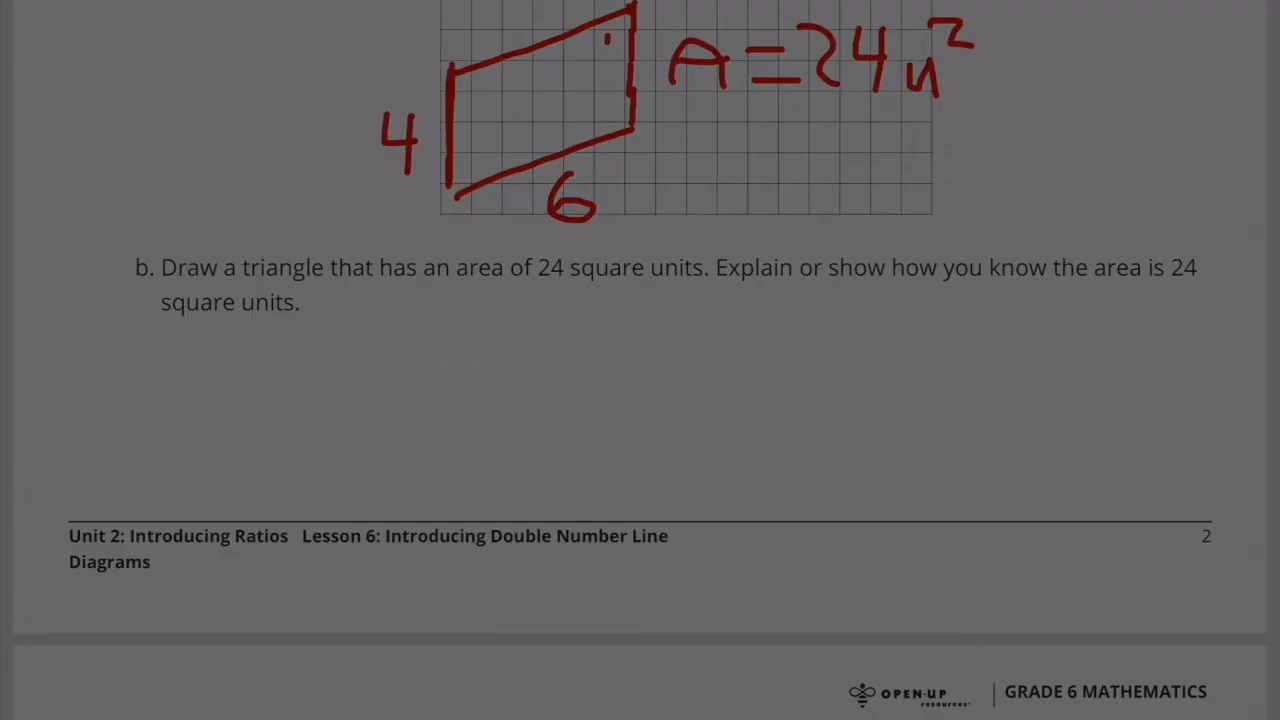 A=24u²
4
6
b. Draw a triangle that has an area of 24 square units. Explain or show how you know the area is 24
square units.
Unit 2: Introducing Ratios Lesson 6: Introducing Double Number Line
Diagrams
2
OPEN-UP
resources
GRADE 6 MATHEMATICS